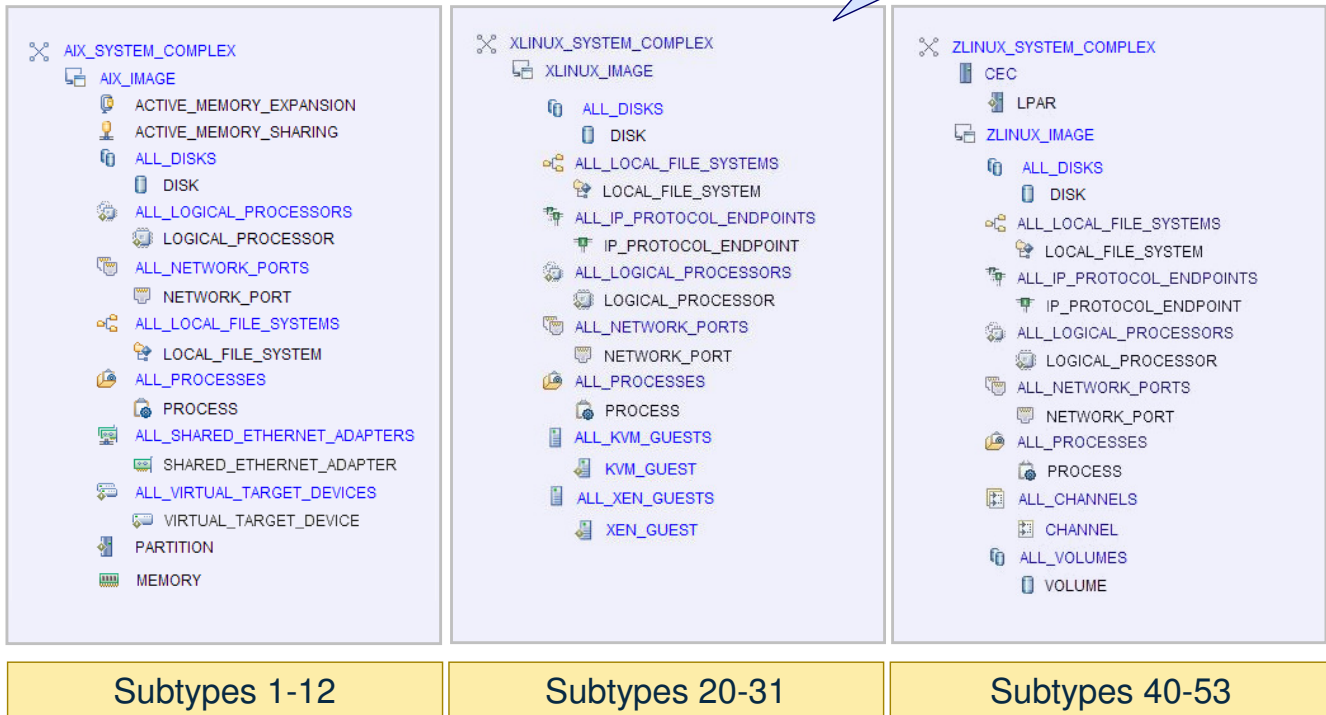 AIX_SYSTEM_COMPLEX
AIX_IMAGE
ACTIVE_MEMORY_EXPANSION
ACTIVE_MEMORY_SHARING
ALL_DISKS
DISK
ALL_LOGICAL_PROCESSORS
LOGICAL_PROCESSOR
ALL_NETWORK_PORTS
NETWORK_PORT
ALL_LOCAL_FILE_SYSTEMS
LOCAL_FILE_SYSTEM
ALL_PROCESSES
PROCESS
ALL_SHARED_ETHERNET_ADAPTERS
SHARED_ETHERNET_ADAPTER
ALL_VIRTUAL_TARGET_DEVICES
VIRTUAL_TARGET_DEVICE
PARTITION
MEMORY
Subtypes 1-12
XLINUX_SYSTEM_COMPLEX
XLINUX_IMAGE
ALL_DISKS
DISK
ALL_LOCAL_FILE_SYSTEMS
LOCAL_FILE_SYSTEM
ALL_IP_PROTOCOL_ENDPOINTS
IP_PROTOCOL_ENDPOINT
ALL_LOGICAL_PROCESSORS
LOGICAL_PROCESSOR
ALL_NETWORK_PORTS
NETWORK_PORT
ALL_PROCESSES
PROCESS
ALL_KVM_GUESTS
KVM_GUEST
ALL_XEN_GUESTS
XEN_GUEST
Subtypes 20-31
ZLINUX_SYSTEM_COMPLEX
CEC
LPAR
ZLINUX_IMAGE
ALL_DISKS
DISK
ALL_LOCAL_FILE_SYSTEMS
LOCAL_FILE_SYSTEM
ALL_IP_PROTOCOL_ENDPOINTS
IP_PROTOCOL_ENDPOINT
ALL_LOGICAL_PROCESSORS
LOGICAL_PROCESSOR
ALL_NETWORK_PORTS
NETWORK_PORT
ALL_PROCESSES
PROCESS
ALL_CHANNELS
CHANNEL
ALL_VOLUMES
VOLUME
Subtypes 40-53